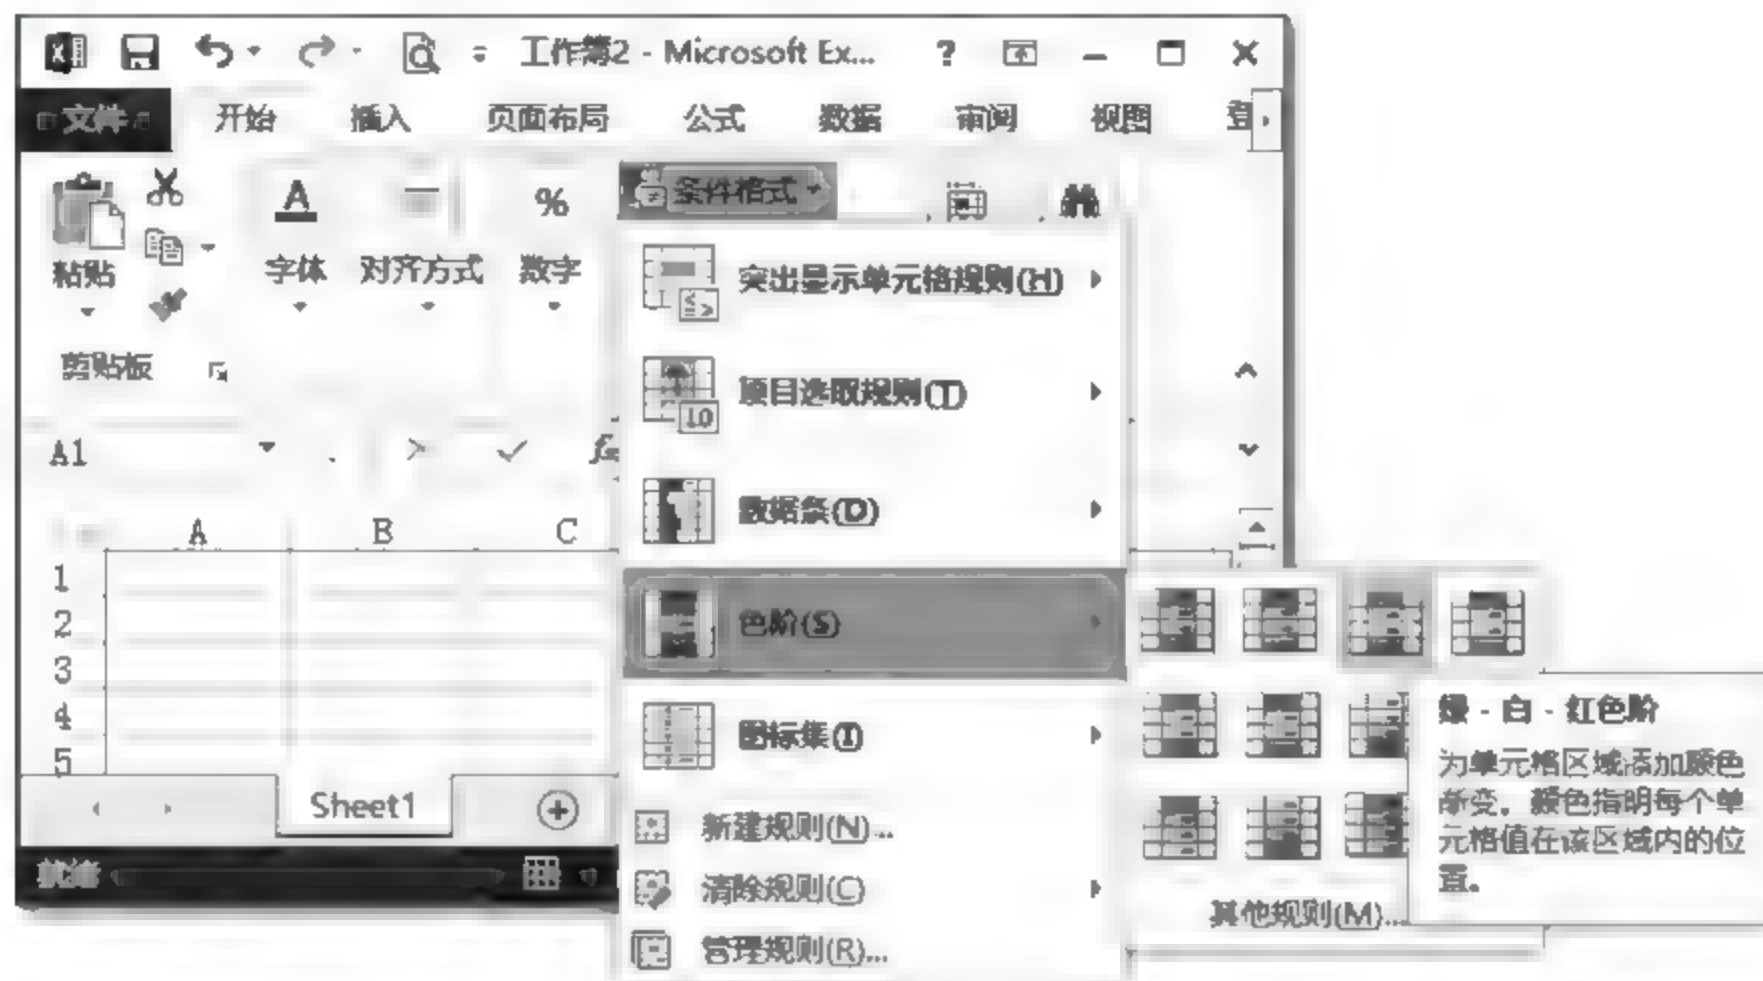 工作簿2 - Microsoft Ex... ?
文件 开始 插入 页面布局 公式 数据 审阅 视图 登
粘贴 字体 对齐方式 数字 % 条件格式
剪贴板
突出显示单元格规则(H)
项目选取规则(T)
10
A1 fx
数据条(D)
A B C
1
2
3
4
5
色阶(S)
图标集(I)
绿 - 白 - 红色阶
为单元格区域添加颜色
渐变。颜色指明每个单
元格值在该区域内的位
置。
Sheet1
新建规则(N)...
就绪
清除规则(C)
其他规则(M)...
管理规则(R)...